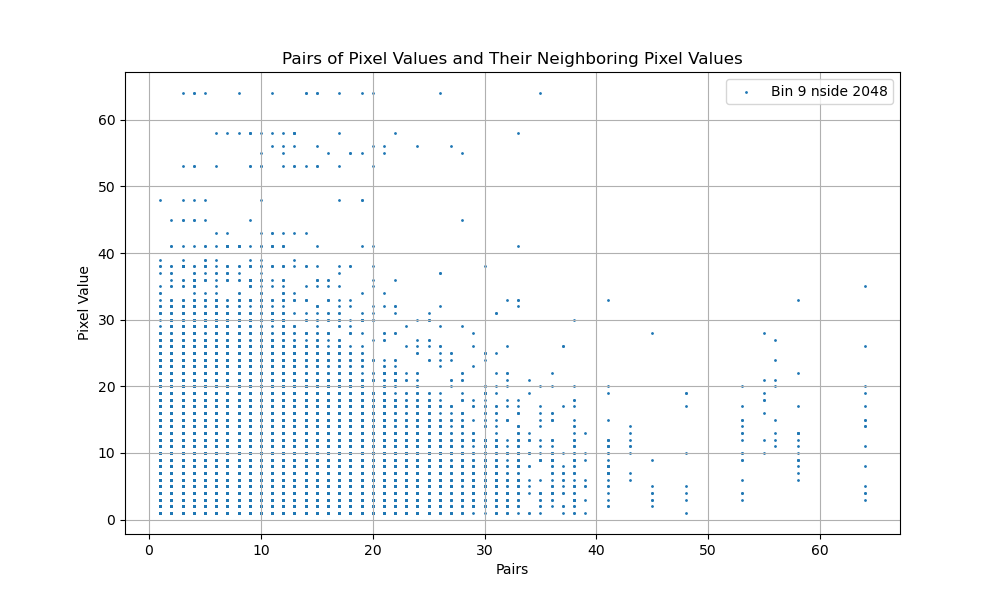 Pairs of Pixel Values and Their Neighboring Pixel Values
Bin 9 nside 2048
Pixel Value
60
50
40
30
20
10
0
0 10 20 30 40 50 60
Pairs